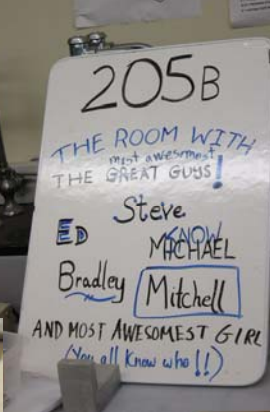 205B
THE ROOM WITH
most awesomest
THE GREAT GUYS!
Steve
ED
KNOW
MICHAEL
Bradley
Mitchell
AND MOST AWESOMEST GIRL
(You all know who!!)